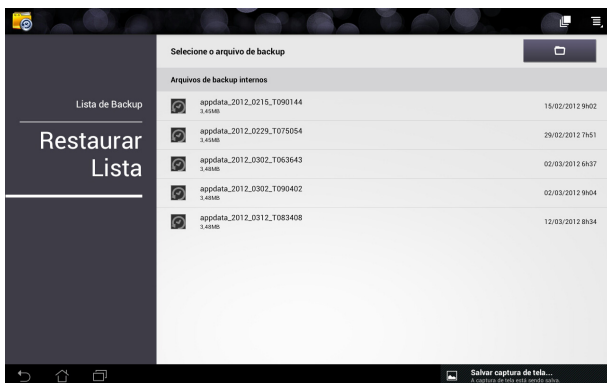 Selecione o arquivo de backup
Arquivos de backup internos
Lista de Backup
Restaurar
Lista
appdata_2012_0215_T090144
3,45MB
15/02/2012 9h02
appdata_2012_0229_T075054
3,45MB
29/02/2012 7h51
appdata_2012_0302_T063643
3,48MB
02/03/2012 6h37
appdata_2012_0302_T090402
3,48MB
02/03/2012 9h04
appdata_2012_0312_T083408
3,48MB
12/03/2012 8h34
Salvar captura de tela...
A captura de tela está sendo salva.